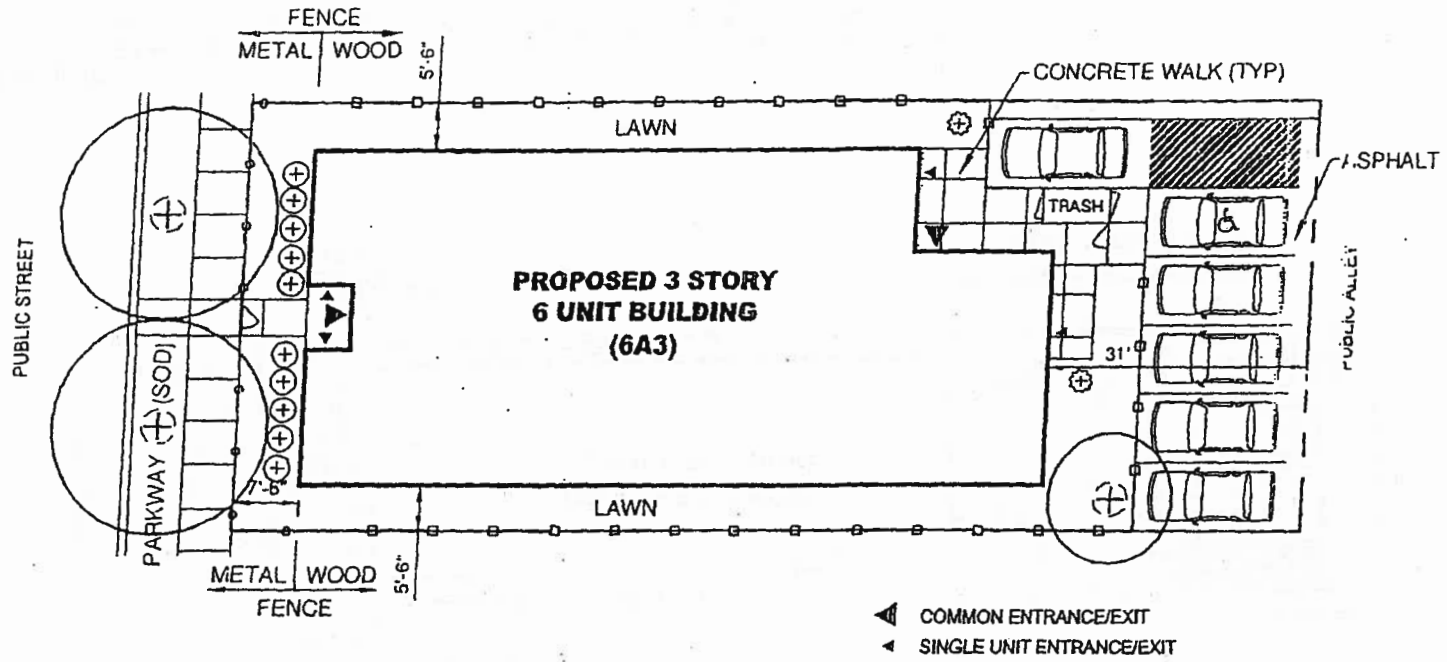 FENCE
METAL WOOD
5'-6"
CONCRETE WALK (TYP)
LAWN
ASPHALT
TRASH
PUBLIC STREET
PROPOSED 3 STORY
6 UNIT BUILDING
(6A3)
31'
PUBLIC ALLEY
PARKWAY (SOD)
7'-6"
LAWN
METAL WOOD
FENCE
5'-6"
COMMON ENTRANCE/EXIT
SINGLE UNIT ENTRANCE/EXIT